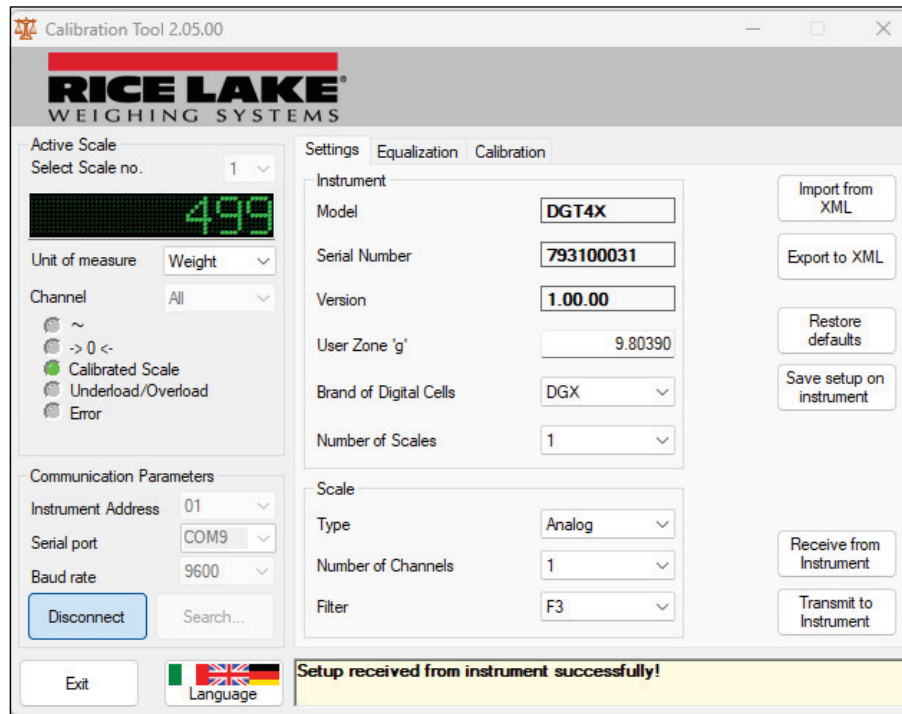 Calibration Tool 2.05.00
RICE LAKE®
WEIGHING SYSTEMS
Active Scale
Select Scale no. 1
499
Unit of measure Weight
Channel All
~
-> 0 <-
Calibrated Scale
Underload/Overload
Error
Communication Parameters
Instrument Address 01
Serial port COM9
Baud rate 9600
Disconnect Search...
Exit Language
Settings Equalization Calibration
Instrument
Model DGT4X
Serial Number 793100031
Version 1.00.00
User Zone 'g' 9.80390
Brand of Digital Cells DGX
Number of Scales 1
Scale
Type Analog
Number of Channels 1
Filter F3
Import from
XML
Export to XML
Restore
defaults
Save setup on
instrument
Receive from
Instrument
Transmit to
Instrument
Setup received from instrument successfully!